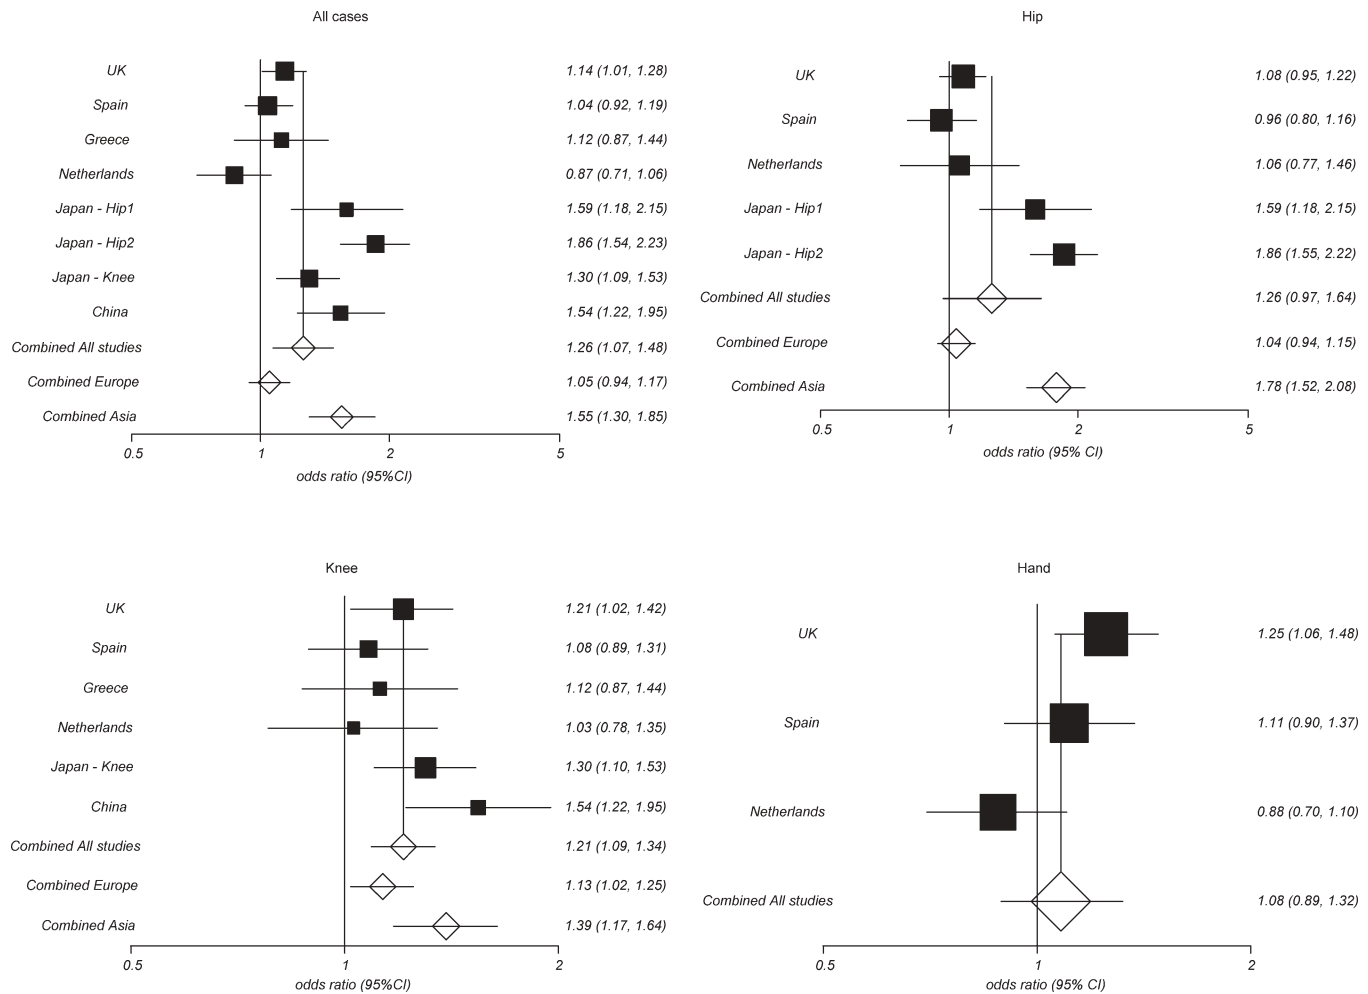 All cases
UK 1.14 (1.01, 1.28)
Spain 1.04 (0.92, 1.19)
Greece 1.12 (0.87, 1.44)
Netherlands 0.87 (0.71, 1.06)
Japan - Hip1 1.59 (1.18, 2.15)
Japan - Hip2 1.86 (1.54, 2.23)
Japan - Knee 1.30 (1.09, 1.53)
China 1.54 (1.22, 1.95)
Combined All studies 1.26 (1.07, 1.48)
Combined Europe 1.05 (0.94, 1.17)
Combined Asia 1.55 (1.30, 1.85)
0.5 1 2 5
odds ratio (95%CI)
Hip
UK 1.08 (0.95, 1.22)
Spain 0.96 (0.80, 1.16)
Netherlands 1.06 (0.77, 1.46)
Japan - Hip1 1.59 (1.18, 2.15)
Japan - Hip2 1.86 (1.55, 2.22)
Combined All studies 1.26 (0.97, 1.64)
Combined Europe 1.04 (0.94, 1.15)
Combined Asia 1.78 (1.52, 2.08)
0.5 1 2 5
odds ratio (95% CI)
Knee
UK 1.21 (1.02, 1.42)
Spain 1.08 (0.89, 1.31)
Greece 1.12 (0.87, 1.44)
Netherlands 1.03 (0.78, 1.35)
Japan - Knee 1.30 (1.10, 1.53)
China 1.54 (1.22, 1.95)
Combined All studies 1.21 (1.09, 1.34)
Combined Europe 1.13 (1.02, 1.25)
Combined Asia 1.39 (1.17, 1.64)
0.5 1 2
odds ratio (95%CI)
Hand
UK 1.25 (1.06, 1.48)
Spain 1.11 (0.90, 1.37)
Netherlands 0.88 (0.70, 1.10)
Combined All studies 1.08 (0.89, 1.32)
0.5 1 2
odds ratio (95% CI)